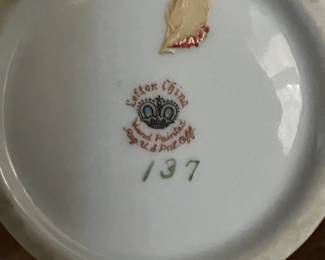 Lefton China
Hand Painted
Reg. U.S. Pat. Off.
137